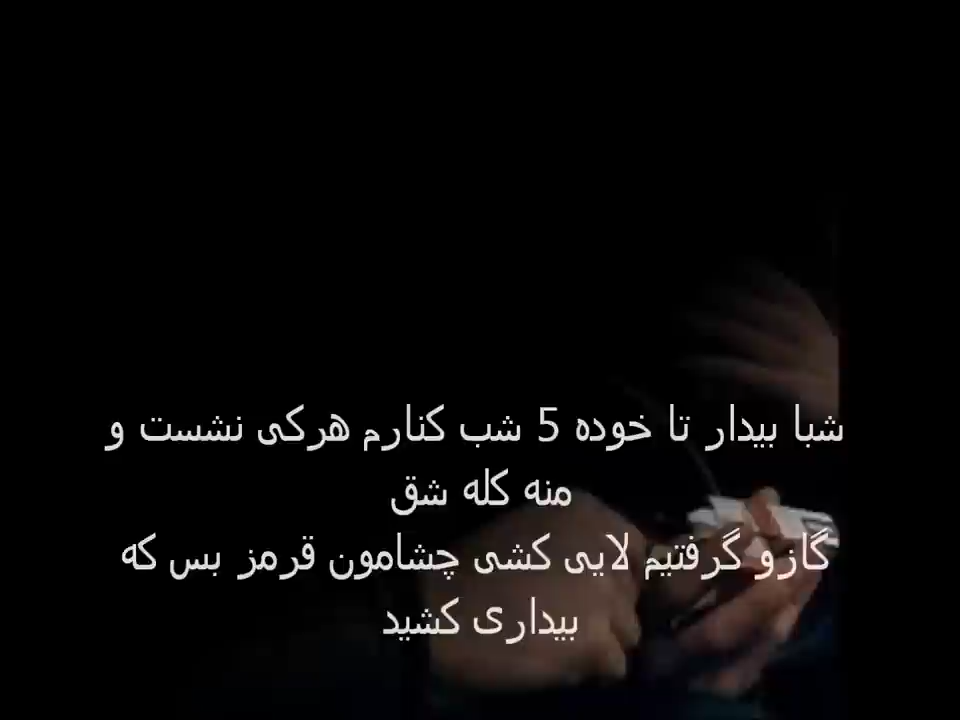 شبا بیدار تا خوده 5 شب کنارم هرکی نشست و
منه کله شق
گازو گرفتیم لایی کشی چشامون قرمز بس که
بیداری کشید